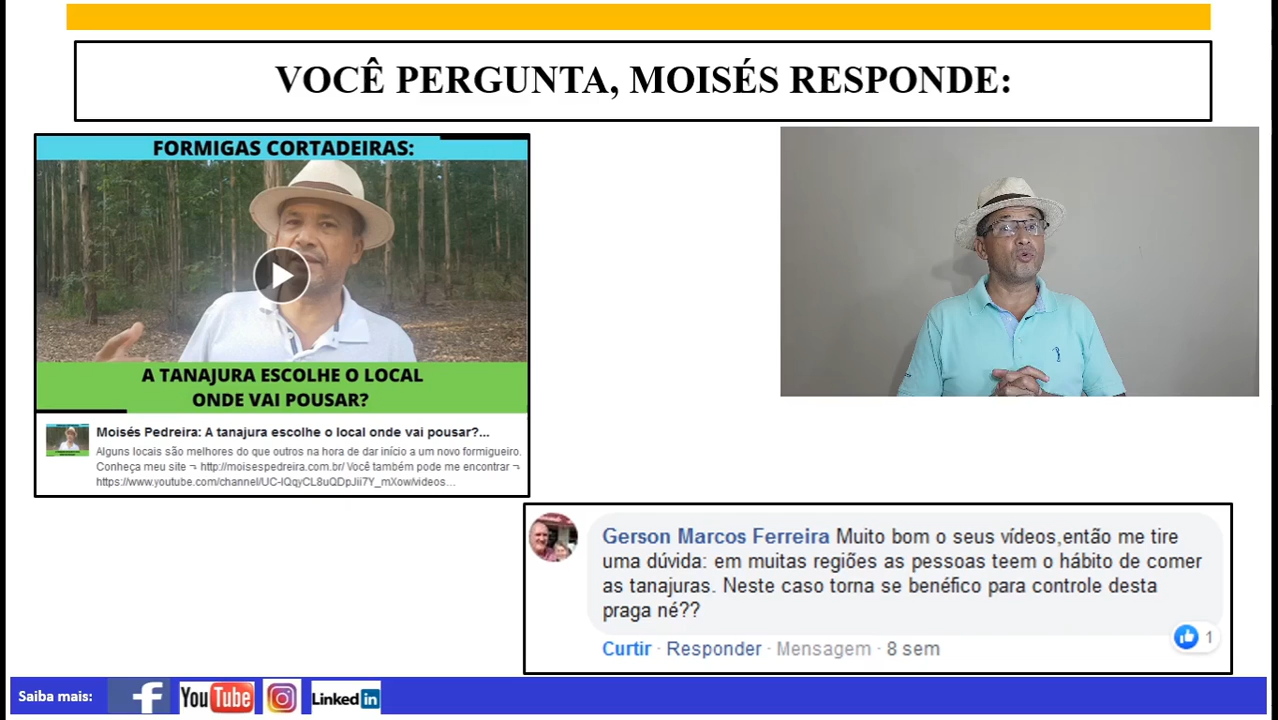 VOCÊ PERGUNTA, MOISÉS RESPONDE:
FORMIGAS CORTADEIRAS:
A TANAJURA ESCOLHE O LOCAL
ONDE VAI POUSAR?
Moisés Pedreira: A tanajura escolhe o local onde vai pousar?...
Alguns locais são melhores do que outros na hora de dar início a um novo formigueiro.
Conheça meu site ¬ http://moisespedreira.com.br/ Você também pode me encontrar ¬
https://www.youtube.com/channel/UC-IQqyCL8uQDpJii7Y_mXow/videos...
Gerson Marcos Ferreira Muito bom o seus vídeos,então me tire
uma dúvida: em muitas regiões as pessoas teem o hábito de comer
as tanajuras. Neste caso torna se benéfico para controle desta
praga né??
1
Curtir · Responder · Mensagem · 8 sem
Saiba mais: f YouTube Linked in